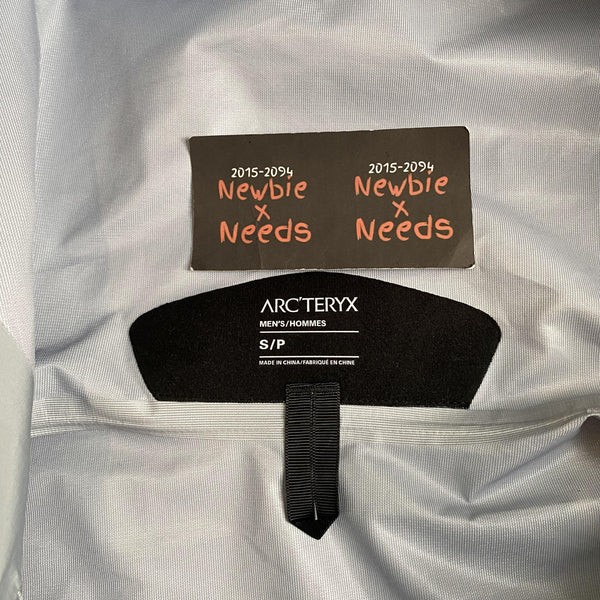 2015-2094
Newbie
x
Needs
2015-2094
Newbie
x
Needs
ARC'TERYX
MEN'S/HOMMES
S/P
MADE IN CHINA/FABRIQUÉ EN CHINE